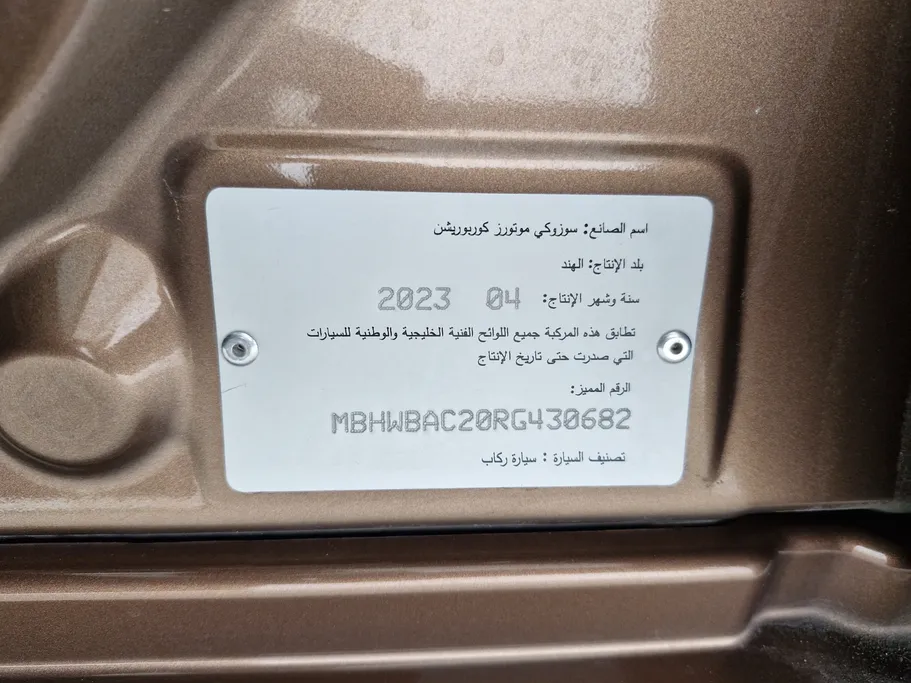 اسم الصانع: سوزوكي موتورز كوربوريشن
بلد الإنتاج: الهند
سنة وشهر الإنتاج: 04 2023
تطابق هذه المركبة جميع اللوائح الفنية الخليجية والوطنية للسيارات
التي صدرت حتى تاريخ الإنتاج
الرقم المميز:
MBHWBAC20RG430682
تصنيف السيارة : سيارة ركاب